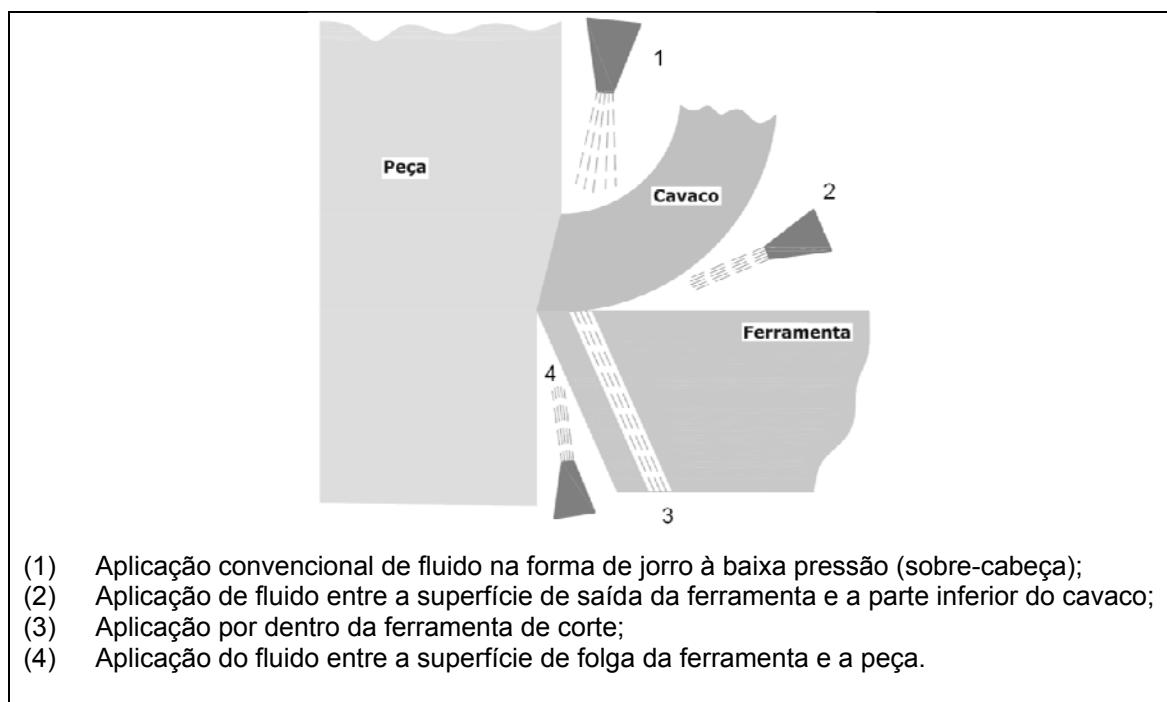 1
Peça
Cavaco
2
Ferramenta
4
3
(1) Aplicação convencional de fluido na forma de jorro à baixa pressão (sobre-cabeça);
(2) Aplicação de fluido entre a superfície de saída da ferramenta e a parte inferior do cavaco;
(3) Aplicação por dentro da ferramenta de corte;
(4) Aplicação do fluido entre a superfície de folga da ferramenta e a peça.